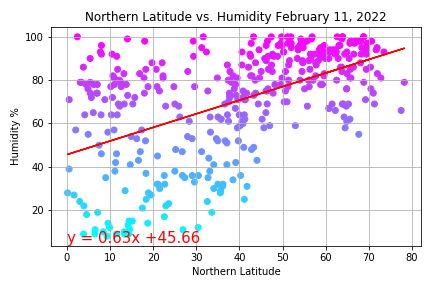 Northern Latitude vs. Humidity February 11, 2022
Humidity %
100
80
60
40
20
y = 0.63x +45.66
0 10 20 30 40 50 60 70 80
Northern Latitude